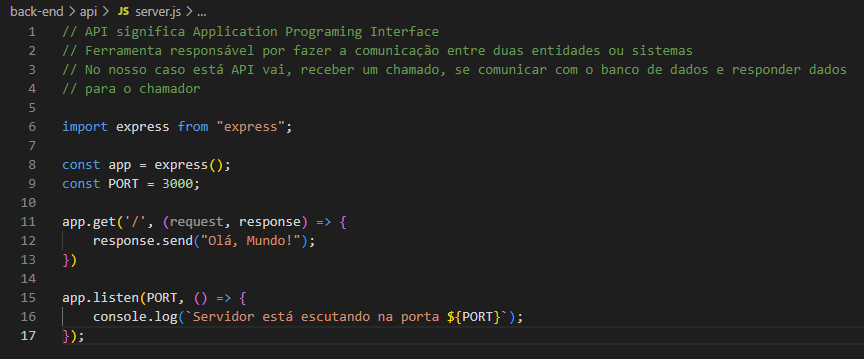 back-end > api > JS server.js > ...
1 // API significa Application Programing Interface
2 // Ferramenta responsável por fazer a comunicação entre duas entidades ou sistemas
3 // No nosso caso está API vai, receber um chamado, se comunicar com o banco de dados e responder dados
4 // para o chamador
5
6 import express from "express";
7
8 const app = express();
9 const PORT = 3000;
10
11 app.get('/', (request, response) => {
12     response.send("Olá, Mundo!");
13 })
14
15 app.listen(PORT, () => {
16     console.log(`Servidor está escutando na porta ${PORT}`);
17 });